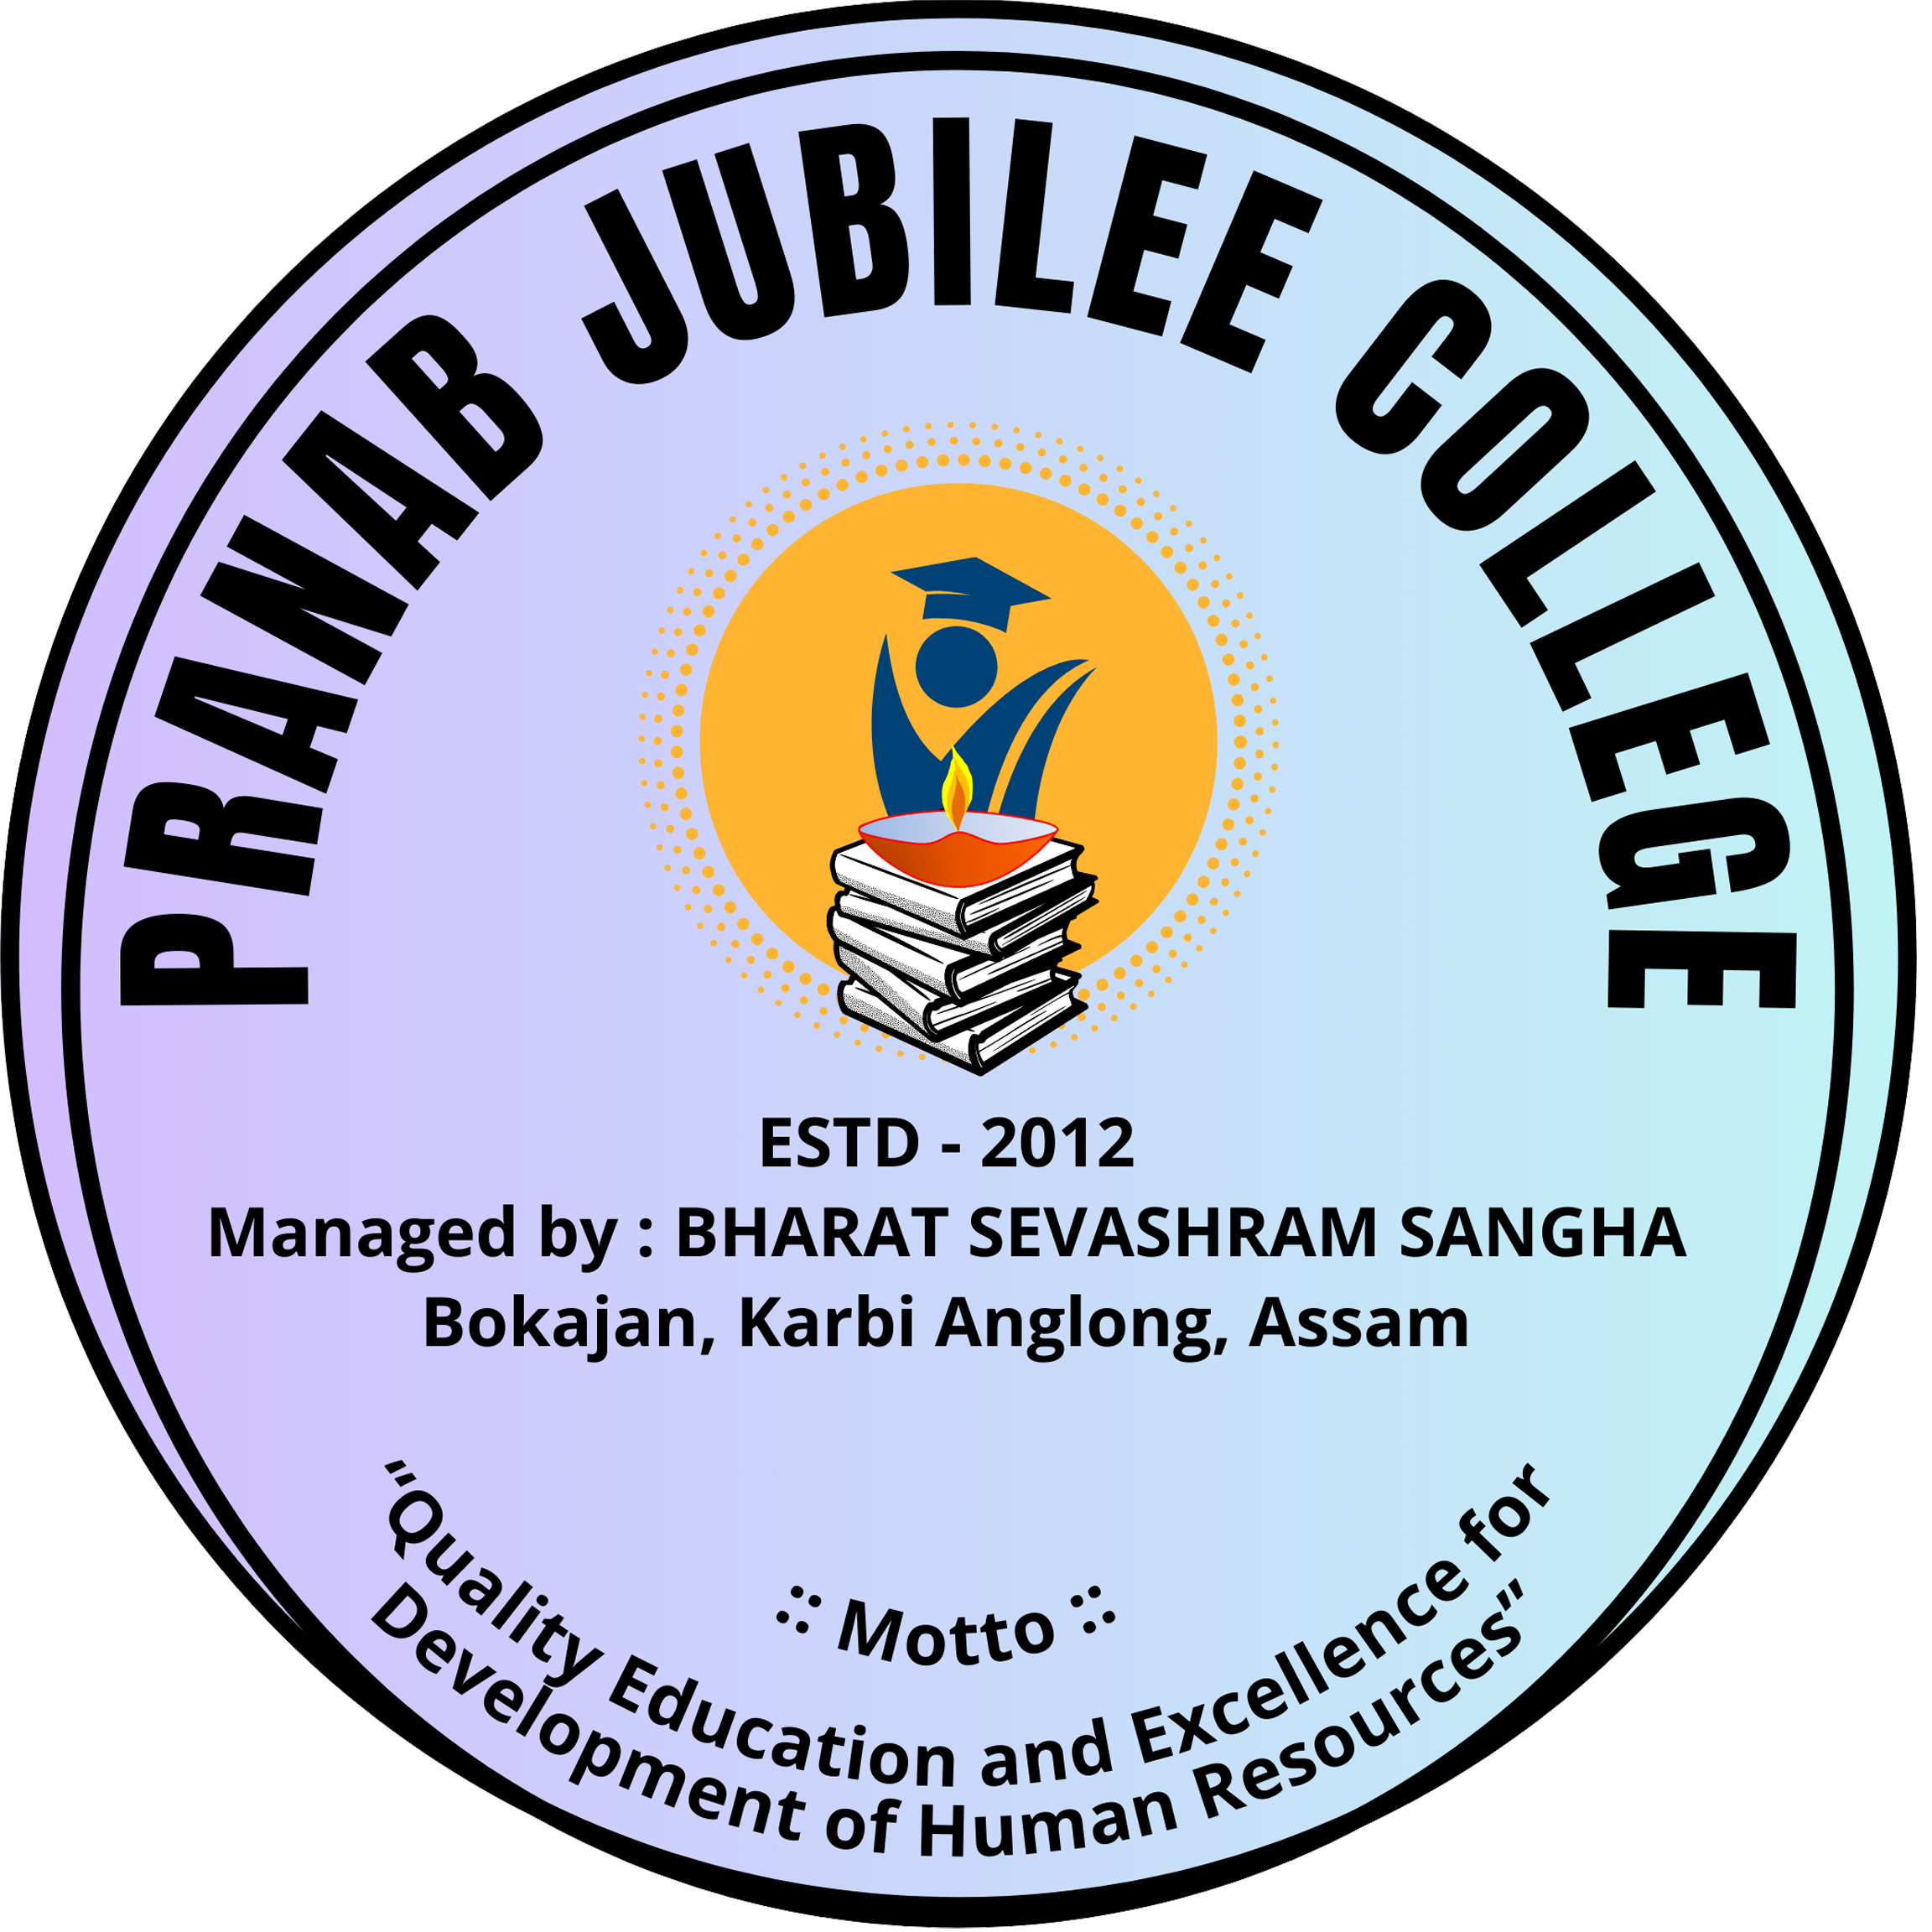 PRANAB JUBILEE COLLEGE
ESTD - 2012
Managed by : BHARAT SEVASHRAM SANGHA
Bokajan, Karbi Anglong, Assam
Motto
“Quality Education and Excellence for
Development of Human Resources”